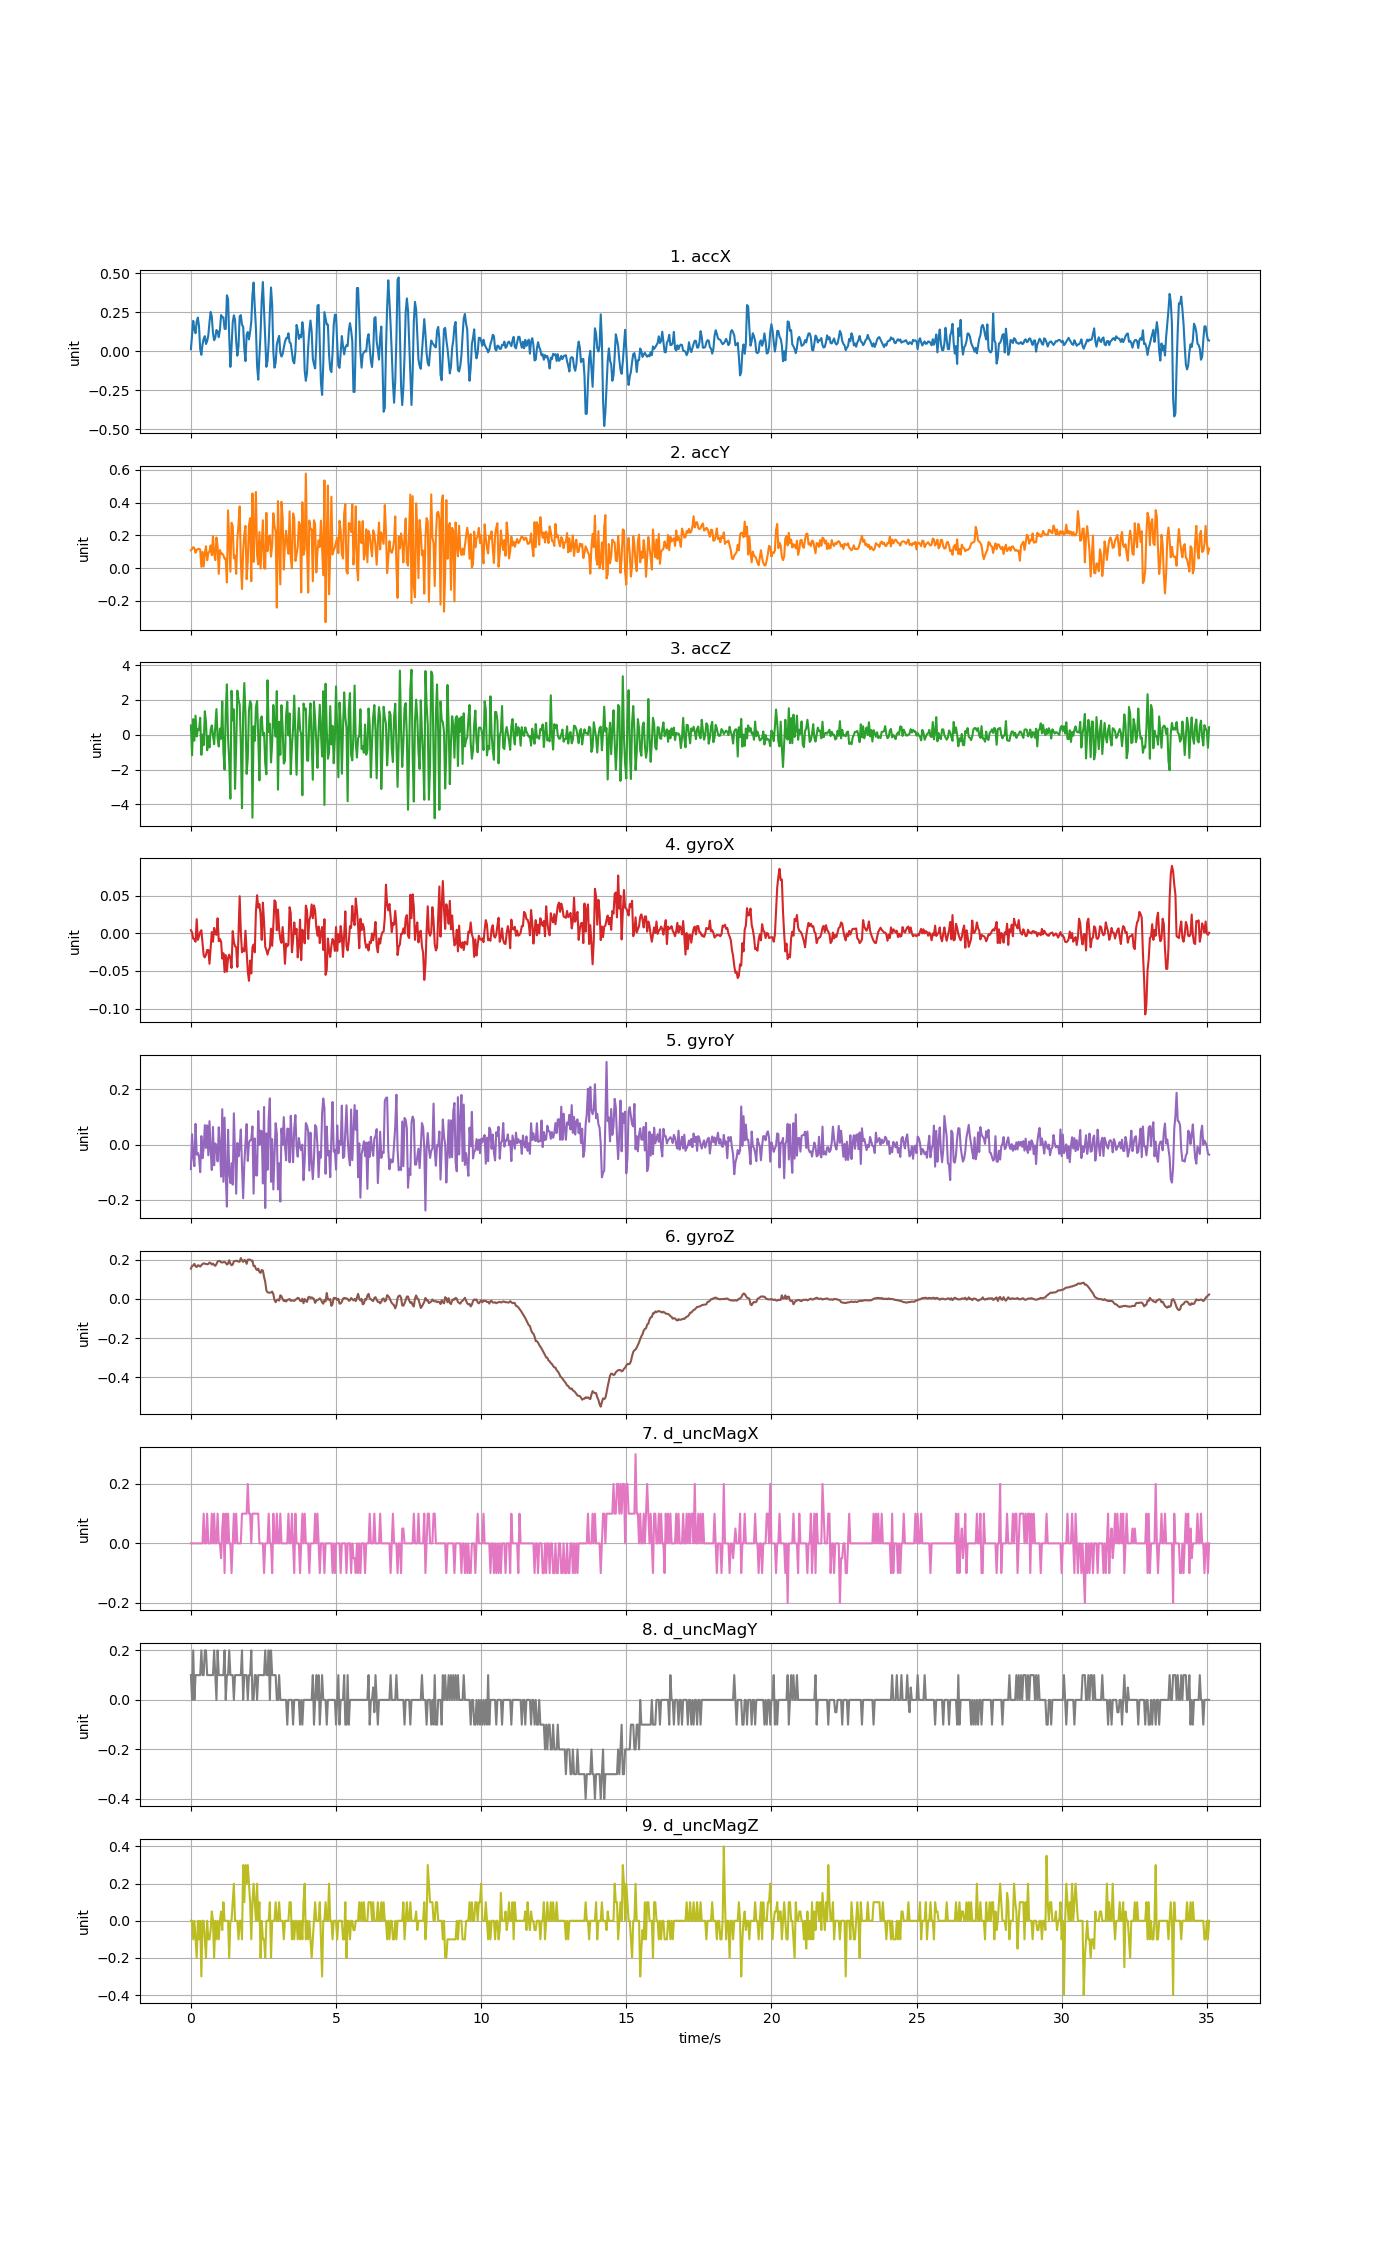 1. accX
0.50
0.25
0.00
−0.25
−0.50
unit
2. accY
0.6
0.4
0.2
0.0
−0.2
unit
3. accZ
4
2
0
−2
−4
unit
4. gyroX
0.05
0.00
−0.05
−0.10
unit
5. gyroY
0.2
0.0
−0.2
unit
6. gyroZ
0.2
0.0
−0.2
−0.4
unit
7. d_uncMagX
0.2
0.0
−0.2
unit
8. d_uncMagY
0.2
0.0
−0.2
−0.4
unit
9. d_uncMagZ
0.4
0.2
0.0
−0.2
−0.4
unit
0 5 10 15 20 25 30 35
time/s